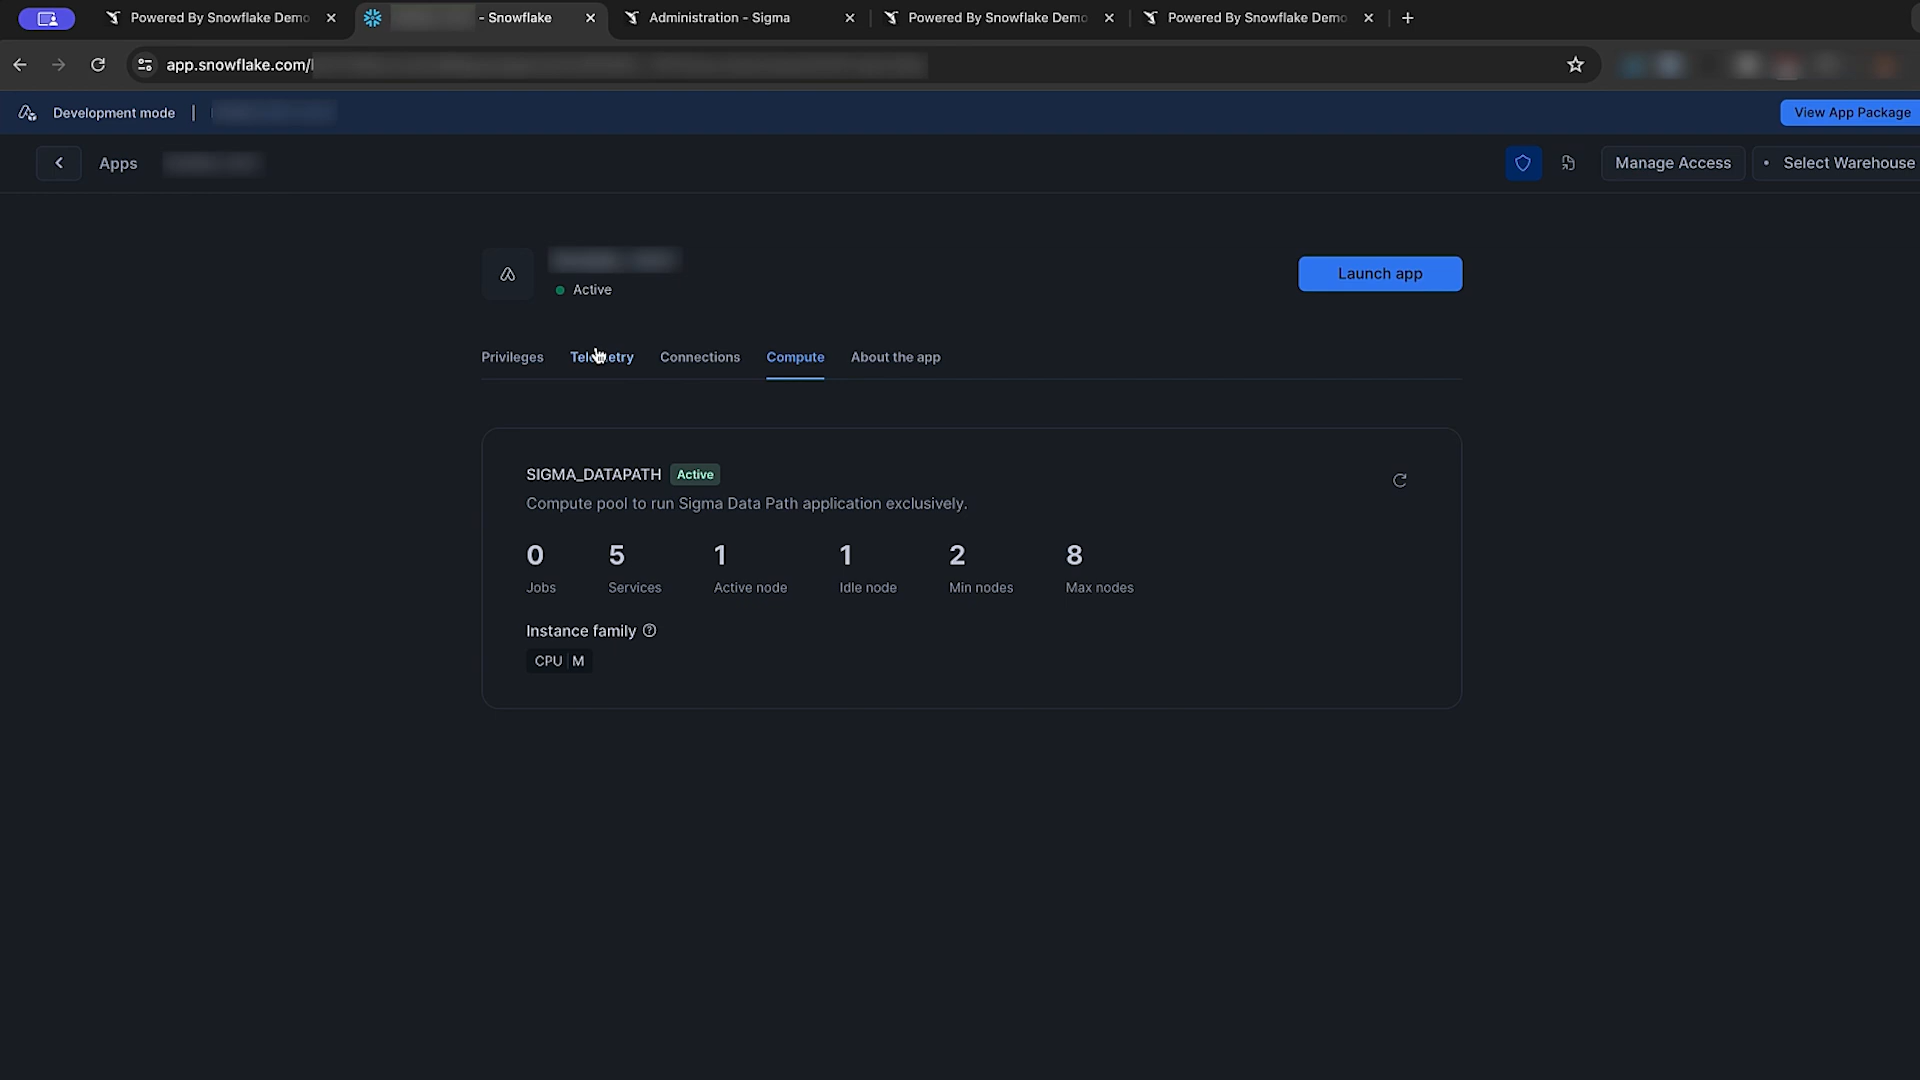 Powered By Snowflake Demo
- Snowflake
Administration - Sigma
Powered By Snowflake Demo
Powered By Snowflake Demo
app.snowflake.com/
Development mode
View App Package
Apps
Manage Access
Select Warehouse
Active
Launch app
Privileges
Telemetry
Connections
Compute
About the app
SIGMA_DATAPATH Active
Compute pool to run Sigma Data Path application exclusively.
0 5 1 1 2 8
Jobs Services Active node Idle node Min nodes Max nodes
Instance family
CPU M